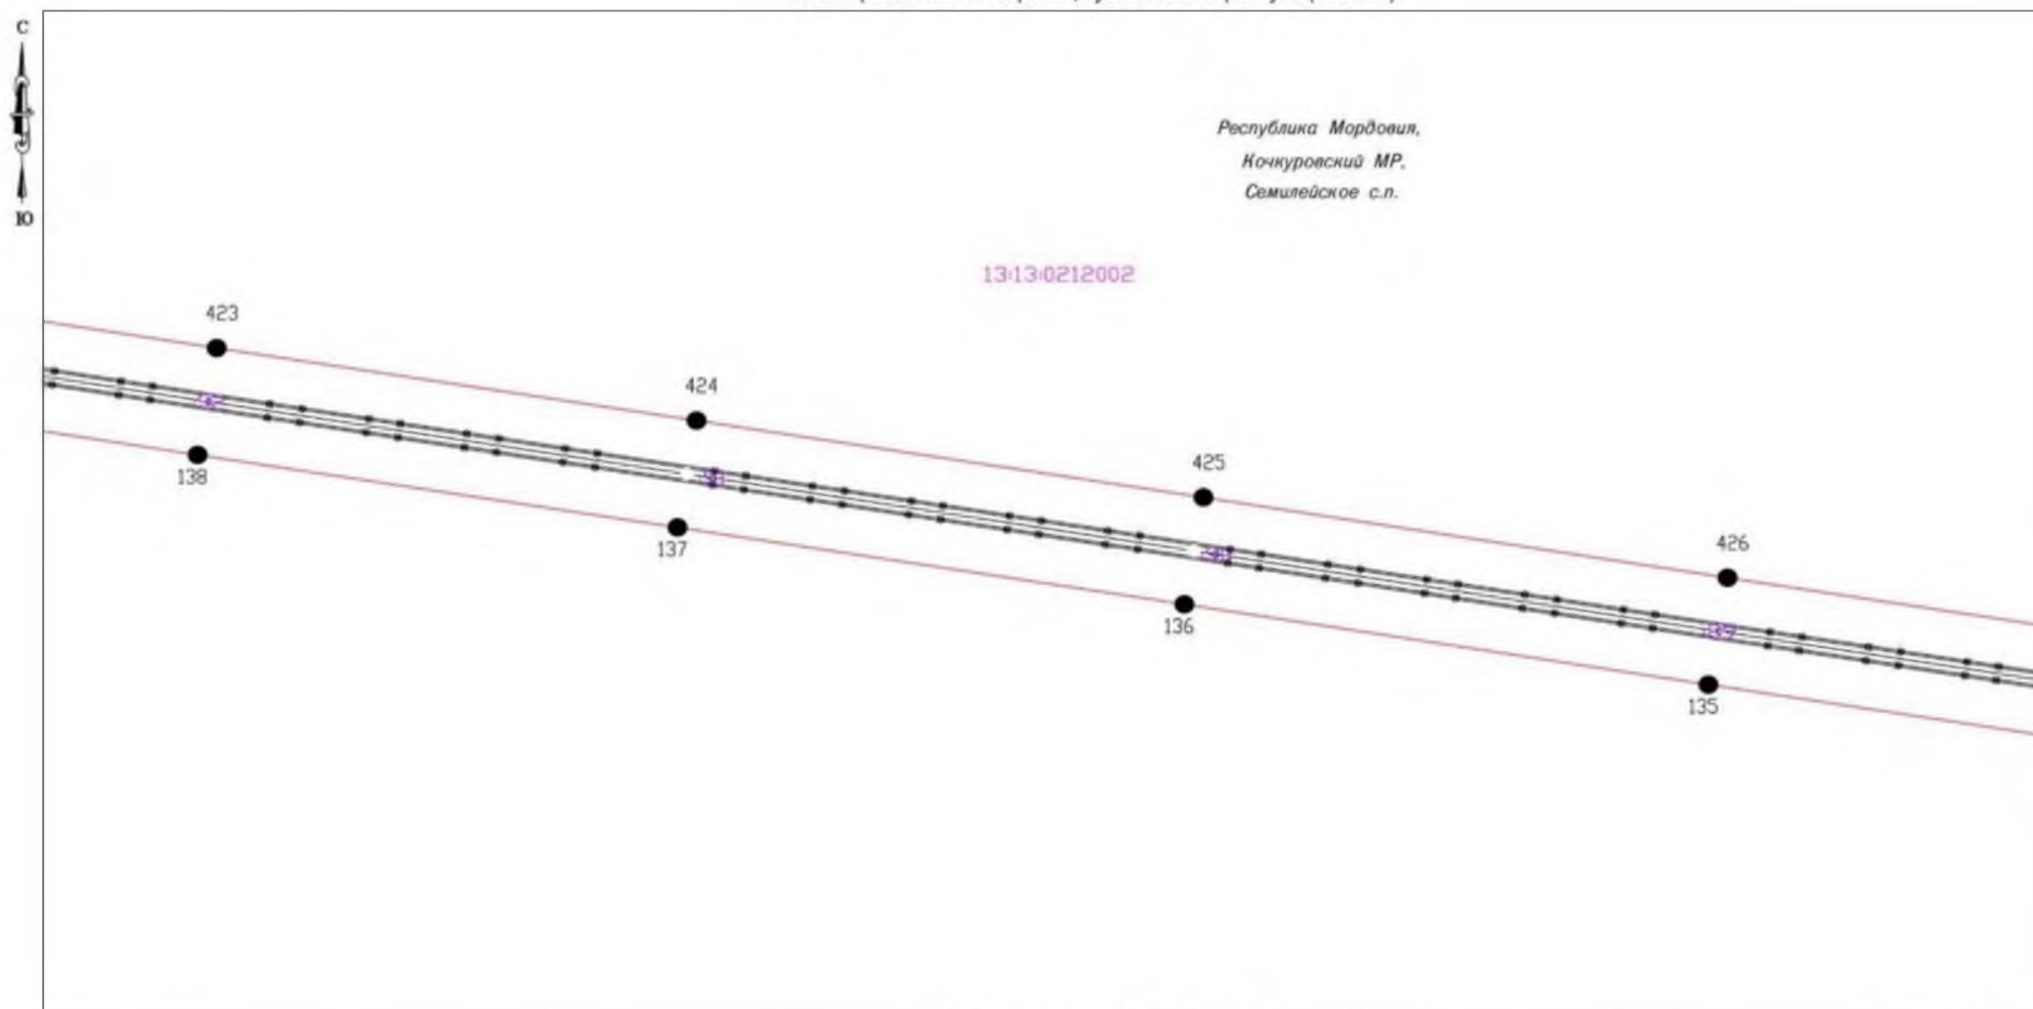 С
Ю
Республика Мордовия,
Кочкуровский МР,
Семилейское с.п.
13:13:0212002
423
424
425
426
138
137
136
135